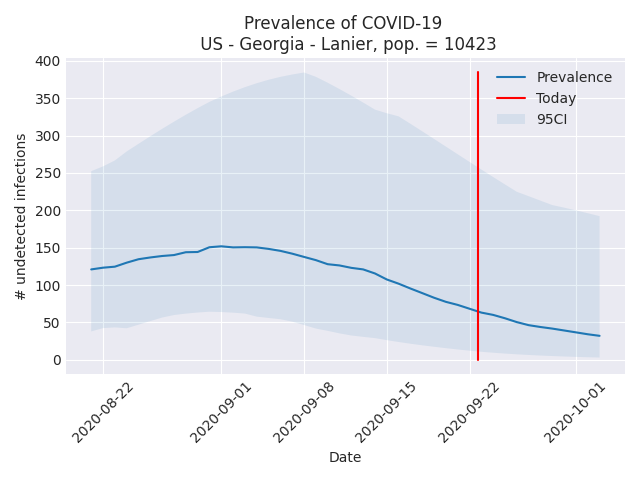 Prevalence of COVID-19
US - Georgia - Lanier, pop. = 10423
# undetected infections
400
350
300
250
200
150
100
50
0
Prevalence
Today
95CI
2020-08-22
2020-09-01
2020-09-08
2020-09-15
2020-09-22
2020-10-01
Date